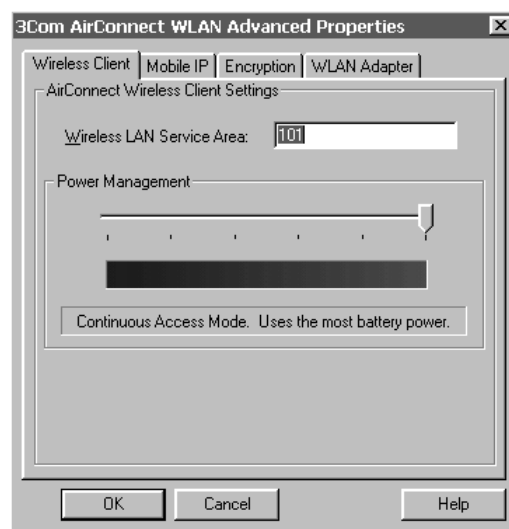 3Com AirConnect WLAN Advanced Properties
Wireless Client Mobile IP Encryption WLAN Adapter
AirConnect Wireless Client Settings
Wireless LAN Service Area: 101
Power Management
Continuous Access Mode. Uses the most battery power.
OK Cancel Help